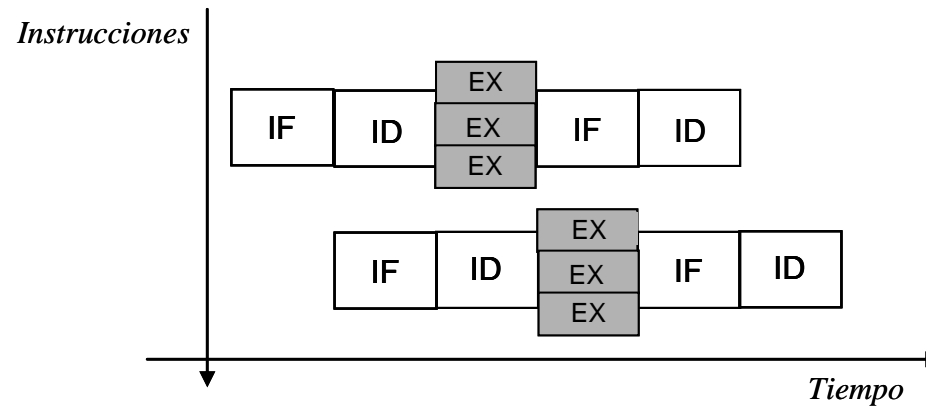 Instrucciones
EX
IF ID EX IF ID
EX
EX
IF ID EX IF ID
EX
Tiempo